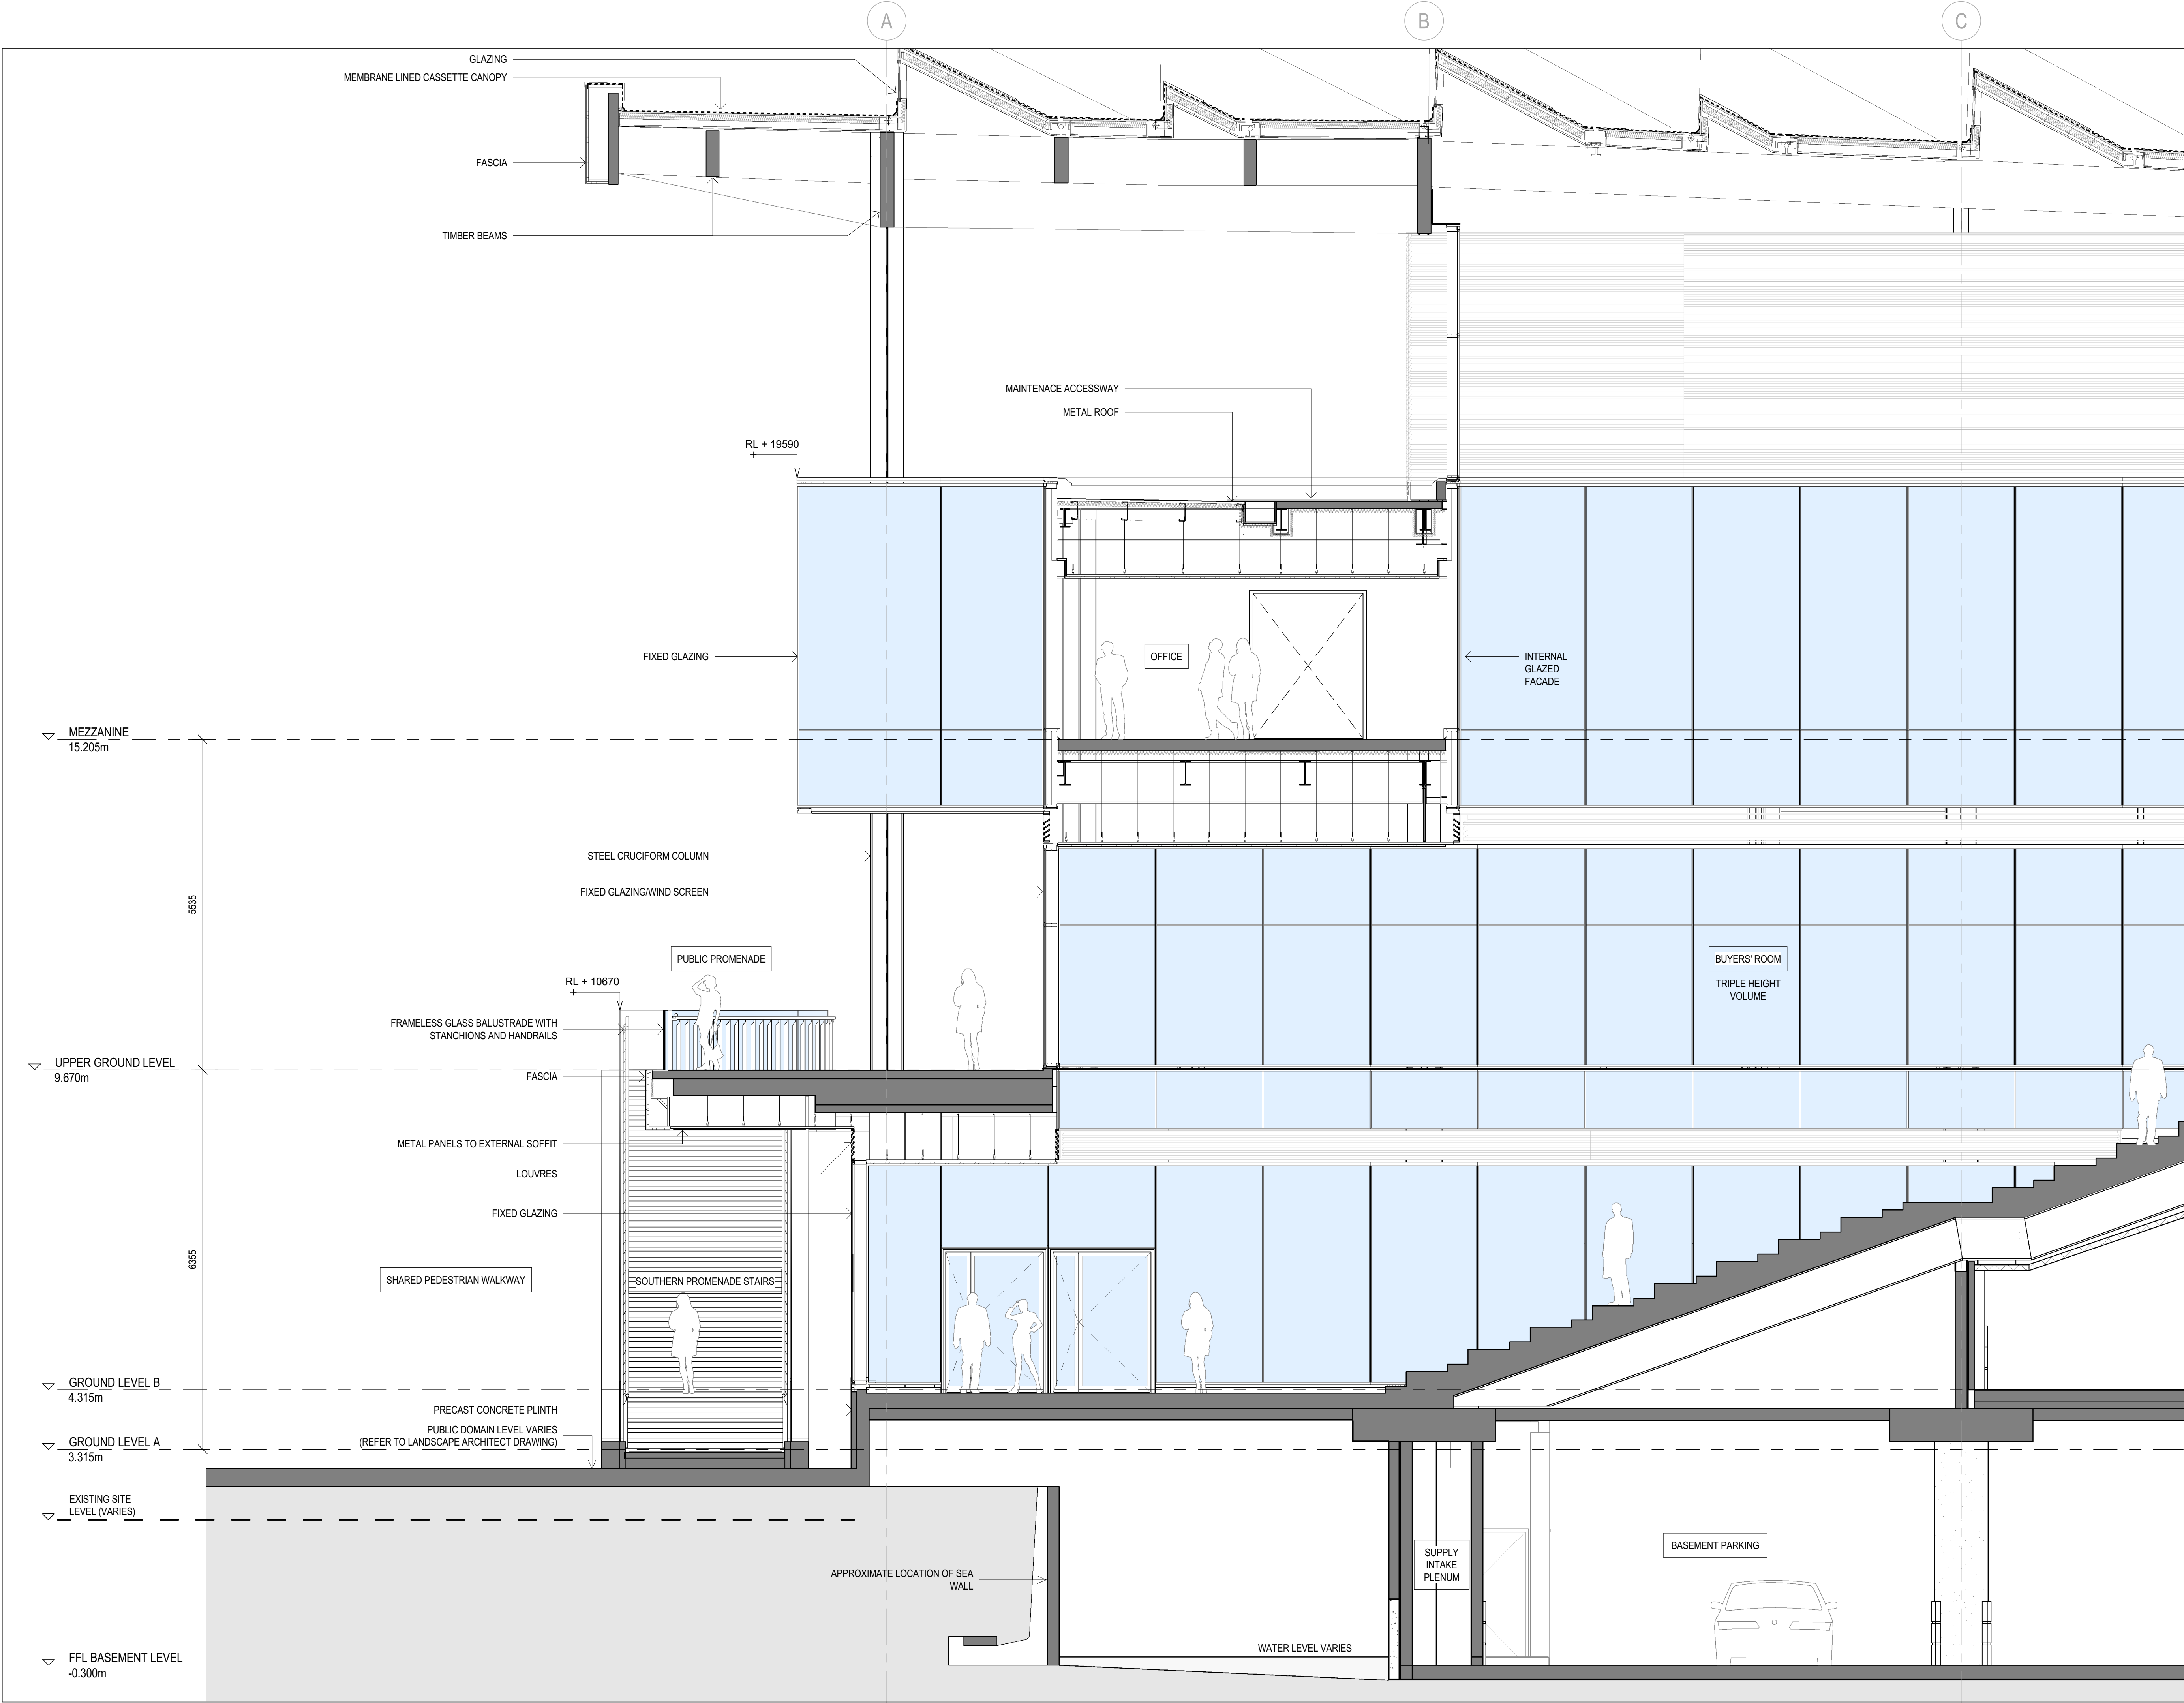 A
B
C
GLAZING
MEMBRANE LINED CASSETTE CANOPY
FASCIA
TIMBER BEAMS
MAINTENACE ACCESSWAY
METAL ROOF
RL + 19590
FIXED GLAZING
OFFICE
INTERNAL
GLAZED
FACADE
MEZZANINE
15.205m
STEEL CRUCIFORM COLUMN
FIXED GLAZING/WIND SCREEN
5535
PUBLIC PROMENADE
BUYERS' ROOM
TRIPLE HEIGHT
VOLUME
RL + 10670
FRAMELESS GLASS BALUSTRADE WITH
STANCHIONS AND HANDRAILS
UPPER GROUND LEVEL
9.670m
FASCIA
METAL PANELS TO EXTERNAL SOFFIT
LOUVRES
FIXED GLAZING
6355
SHARED PEDESTRIAN WALKWAY
SOUTHERN PROMENADE STAIRS
GROUND LEVEL B
4.315m
PRECAST CONCRETE PLINTH
PUBLIC DOMAIN LEVEL VARIES
(REFER TO LANDSCAPE ARCHITECT DRAWING)
GROUND LEVEL A
3.315m
EXISTING SITE
LEVEL (VARIES)
APPROXIMATE LOCATION OF SEA
WALL
SUPPLY
INTAKE
PLENUM
BASEMENT PARKING
WATER LEVEL VARIES
FFL BASEMENT LEVEL
-0.300m